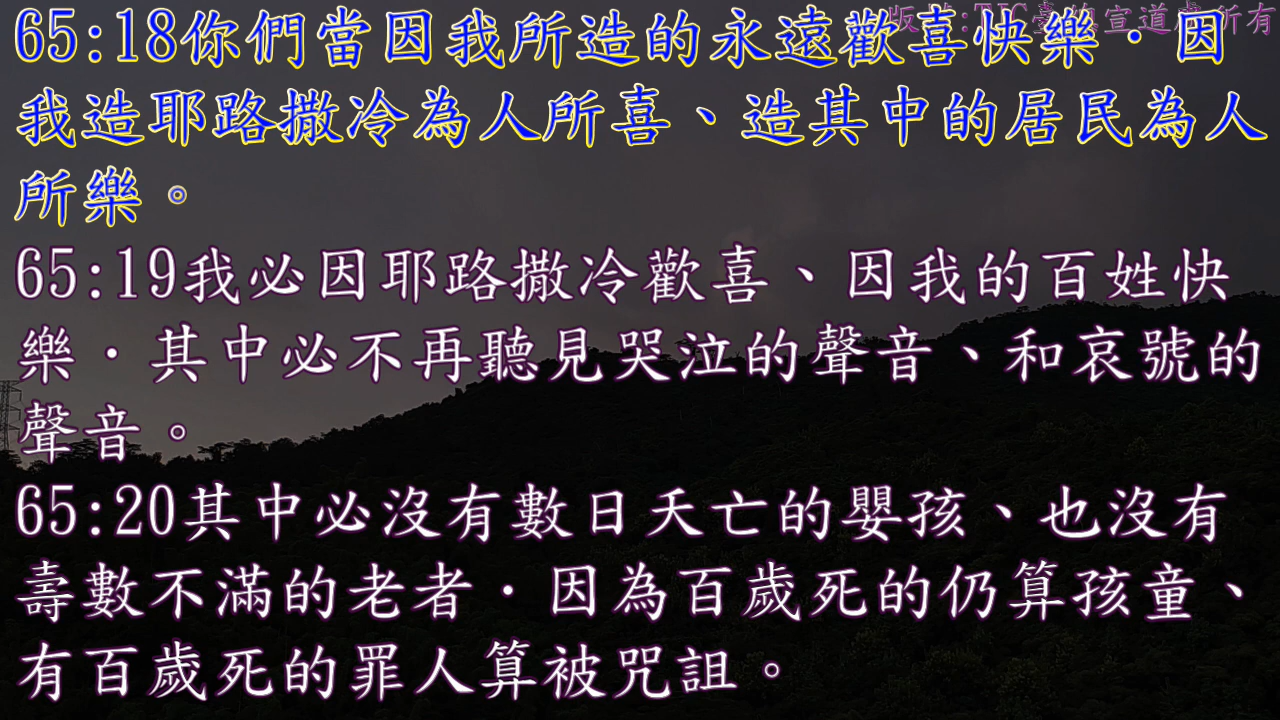 65:18你們當因我所造的永遠歡喜快樂．因
我造耶路撒冷為人所喜、造其中的居民為人
所樂。
65:19我必因耶路撒冷歡喜、因我的百姓快
樂．其中必不再聽見哭泣的聲音、和哀號的
聲音。
65:20其中必沒有數日夭亡的嬰孩、也沒有
壽數不滿的老者．因為百歲死的仍算孩童、
有百歲死的罪人算被咒詛。